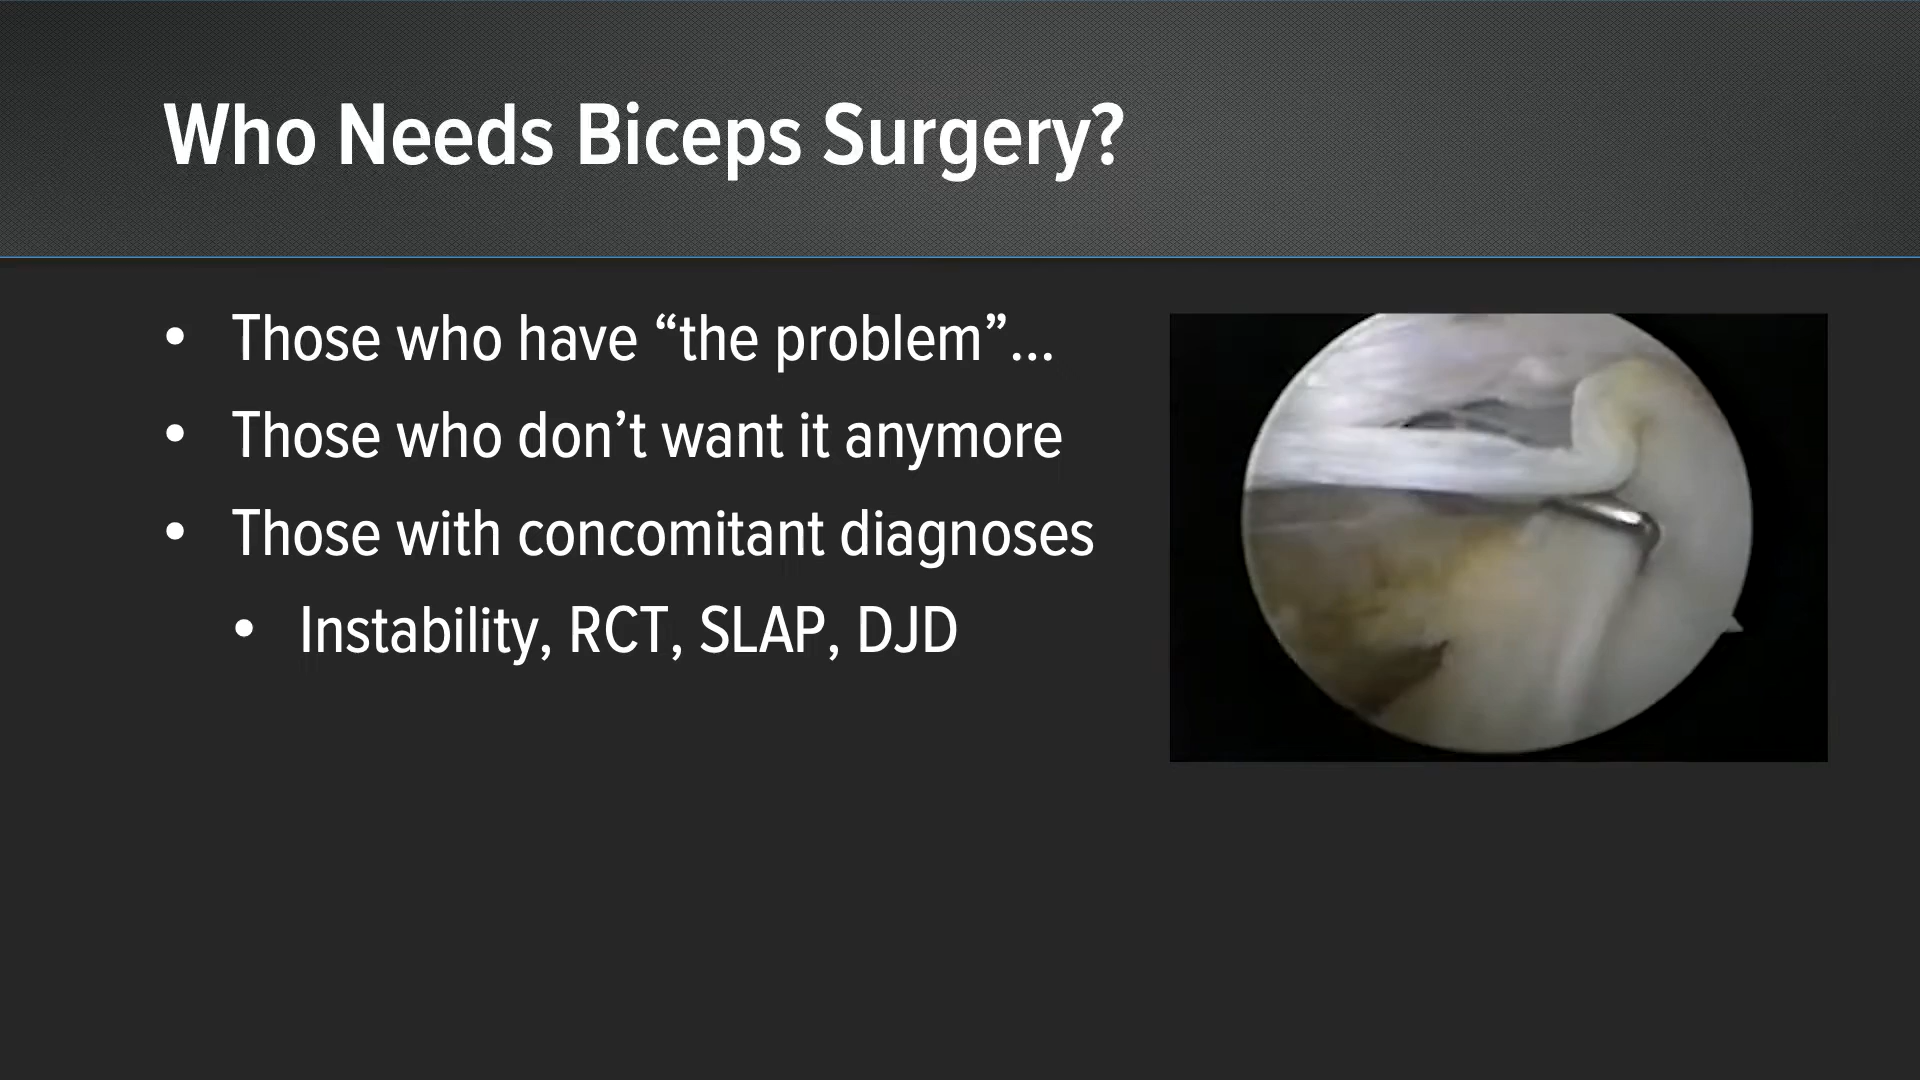 Who Needs Biceps Surgery?
• Those who have “the problem”...
• Those who don’t want it anymore
• Those with concomitant diagnoses
• Instability, RCT, SLAP, DJD